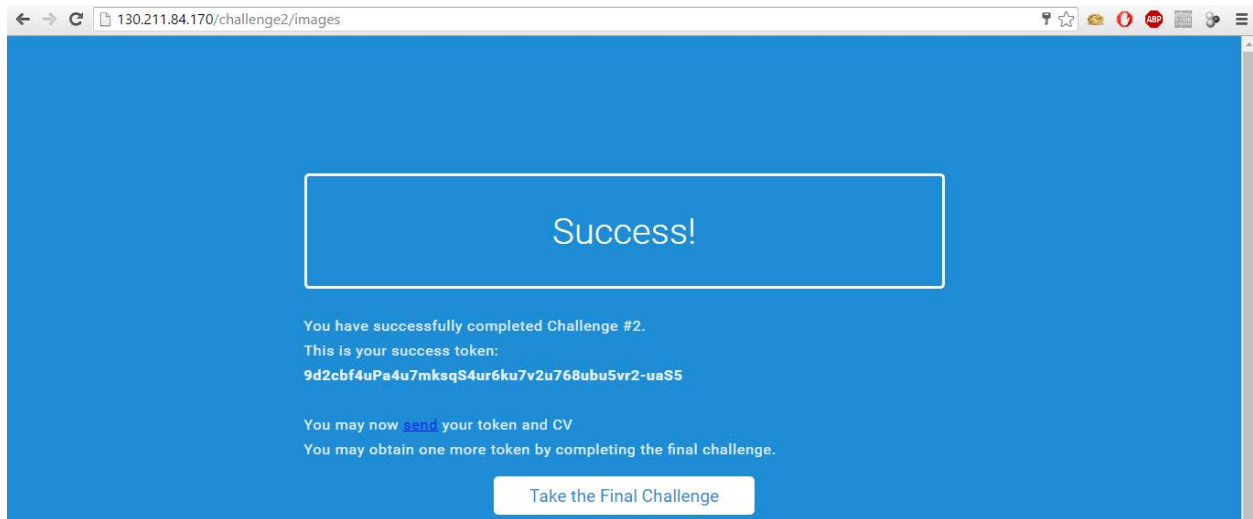 130.211.84.170/challenge2/images
ABP
Success!
You have successfully completed Challenge #2.
This is your success token:
9d2cbf4uPa4u7mksqS4ur6ku7v2u768ubu5vr2-uaS5
You may now send your token and CV
You may obtain one more token by completing the final challenge.
Take the Final Challenge